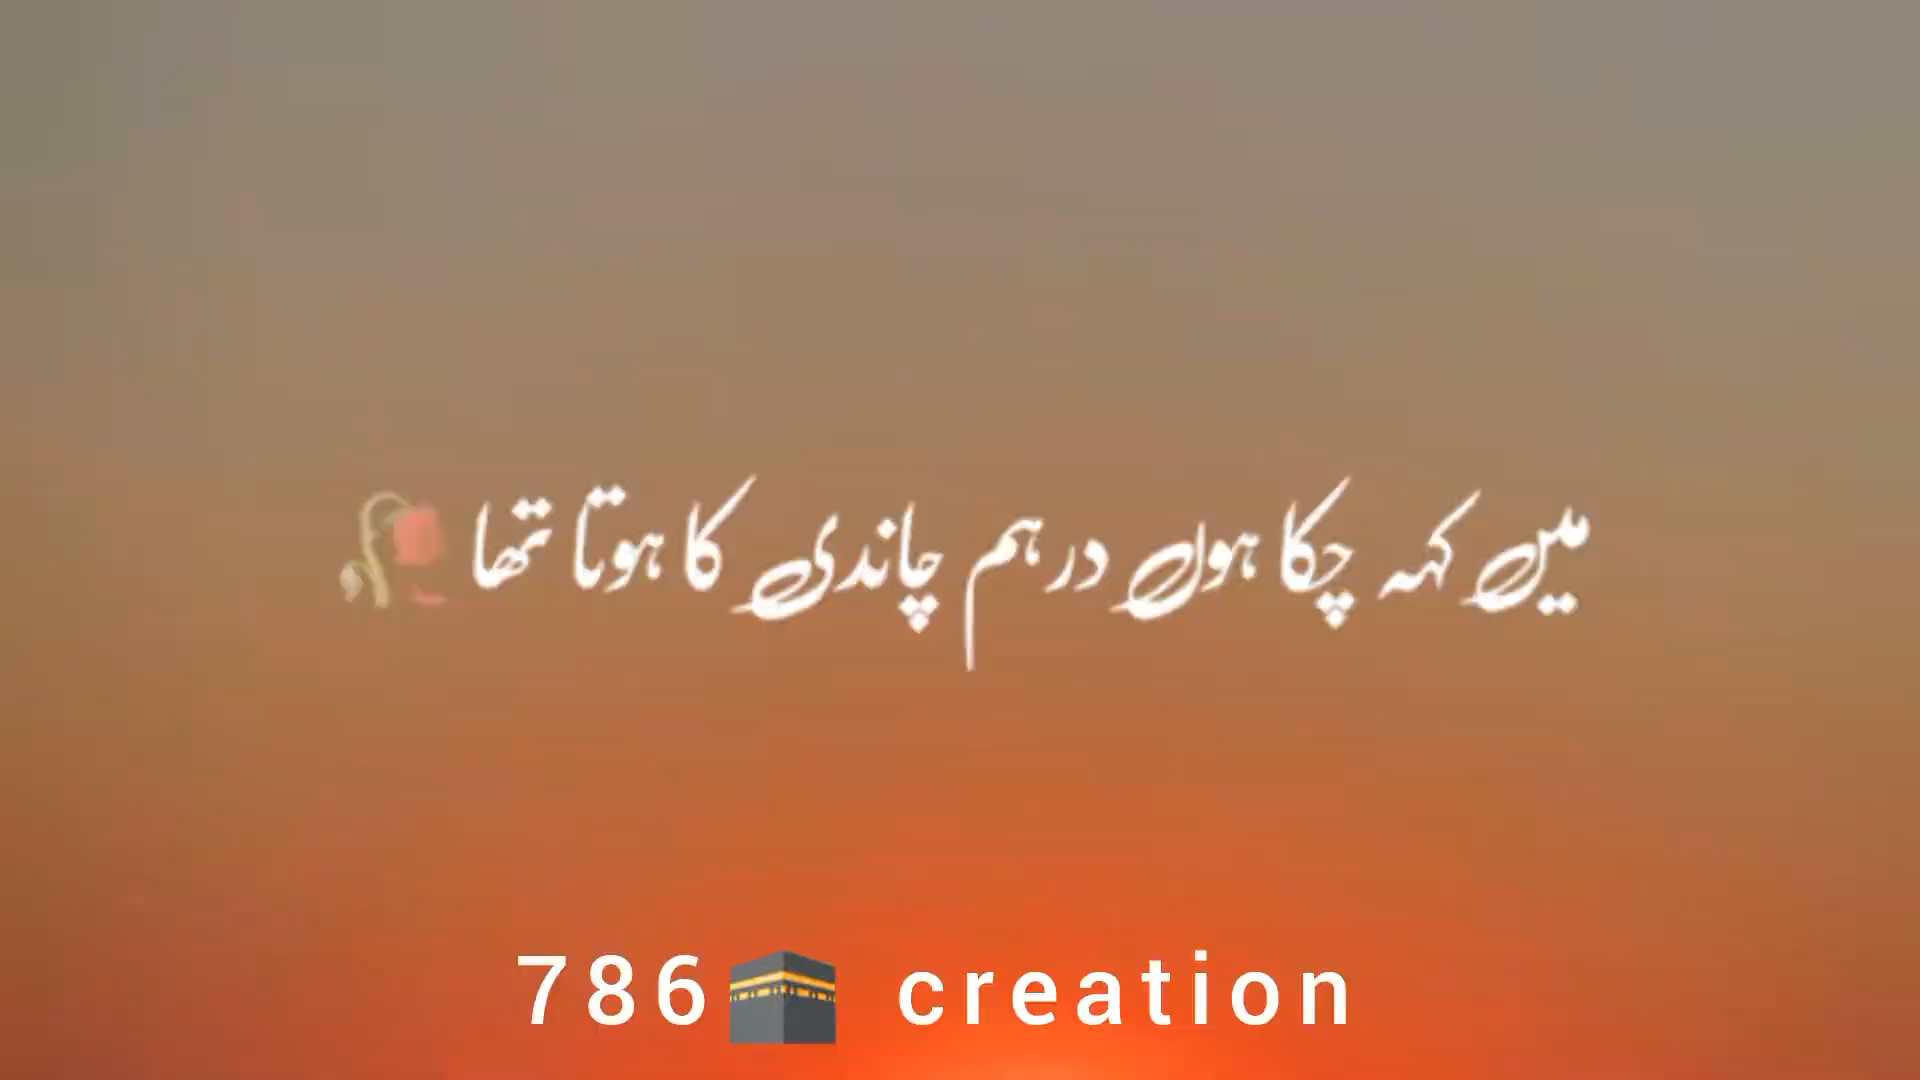 میں کہہ چکا ہوں درہم چاندی کا ہوتا تھا 🥀
786🕋 creation